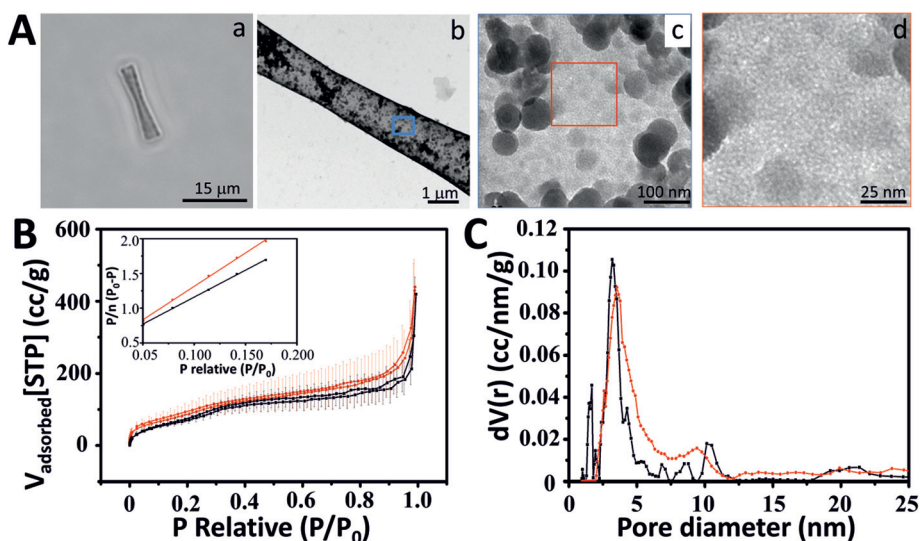 A
a
15 μm
b
1 μm
c
100 nm
d
25 nm
B
V adsorbed[STP] (cc/g)
600
400
200
0
P/n (P0-P)
2.0
1.5
1.0
0.5
0.05 0.100 0.150 0.200
P relative (P/P0)
0 0.2 0.4 0.6 0.8 1.0
P Relative (P/P0)
C
dV(r) (cc/nm/g)
0.12
0.10
0.08
0.06
0.04
0.02
0
0 5 10 15 20 25
Pore diameter (nm)